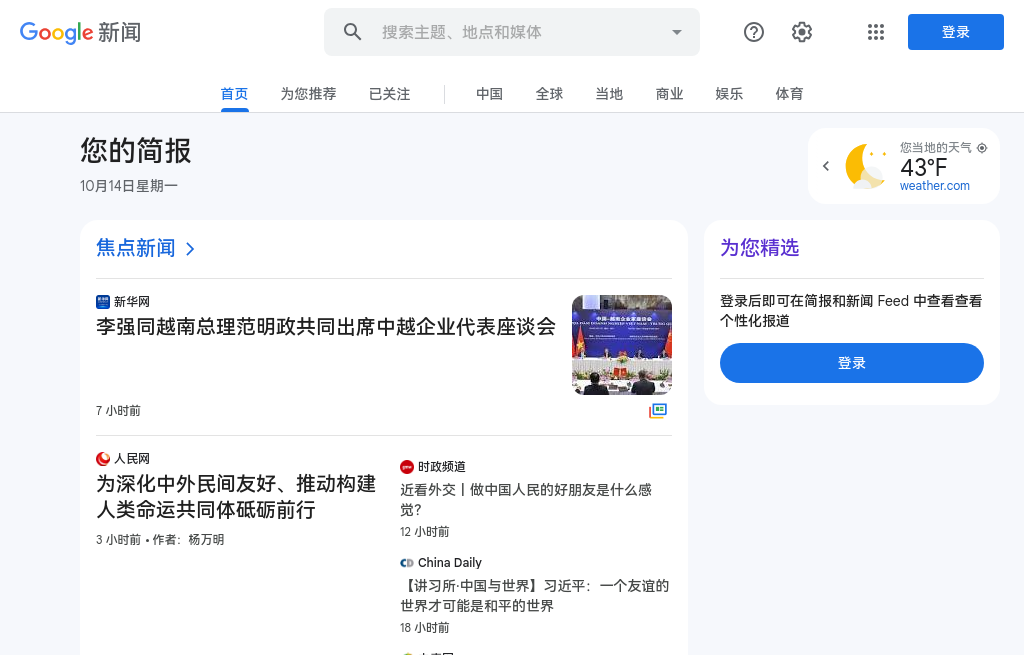 Google 新闻
搜索主题、地点和媒体
登录
首页
为您推荐
已关注
中国
全球
当地
商业
娱乐
体育
您的简报
10月14日星期一
您当地的天气
43°F
weather.com
焦点新闻
新华网
李强同越南总理范明政共同出席中越企业代表座谈会
7 小时前
人民网
为深化中外民间友好、推动构建
人类命运共同体砥砺前行
3 小时前 • 作者：杨万明
时政频道
近看外交丨做中国人民的好朋友是什么感
觉？
12 小时前
China Daily
【讲习所·中国与世界】习近平：一个友谊的
世界才可能是和平的世界
18 小时前
为您精选
登录后即可在简报和新闻 Feed 中查看查看
个性化报道
登录